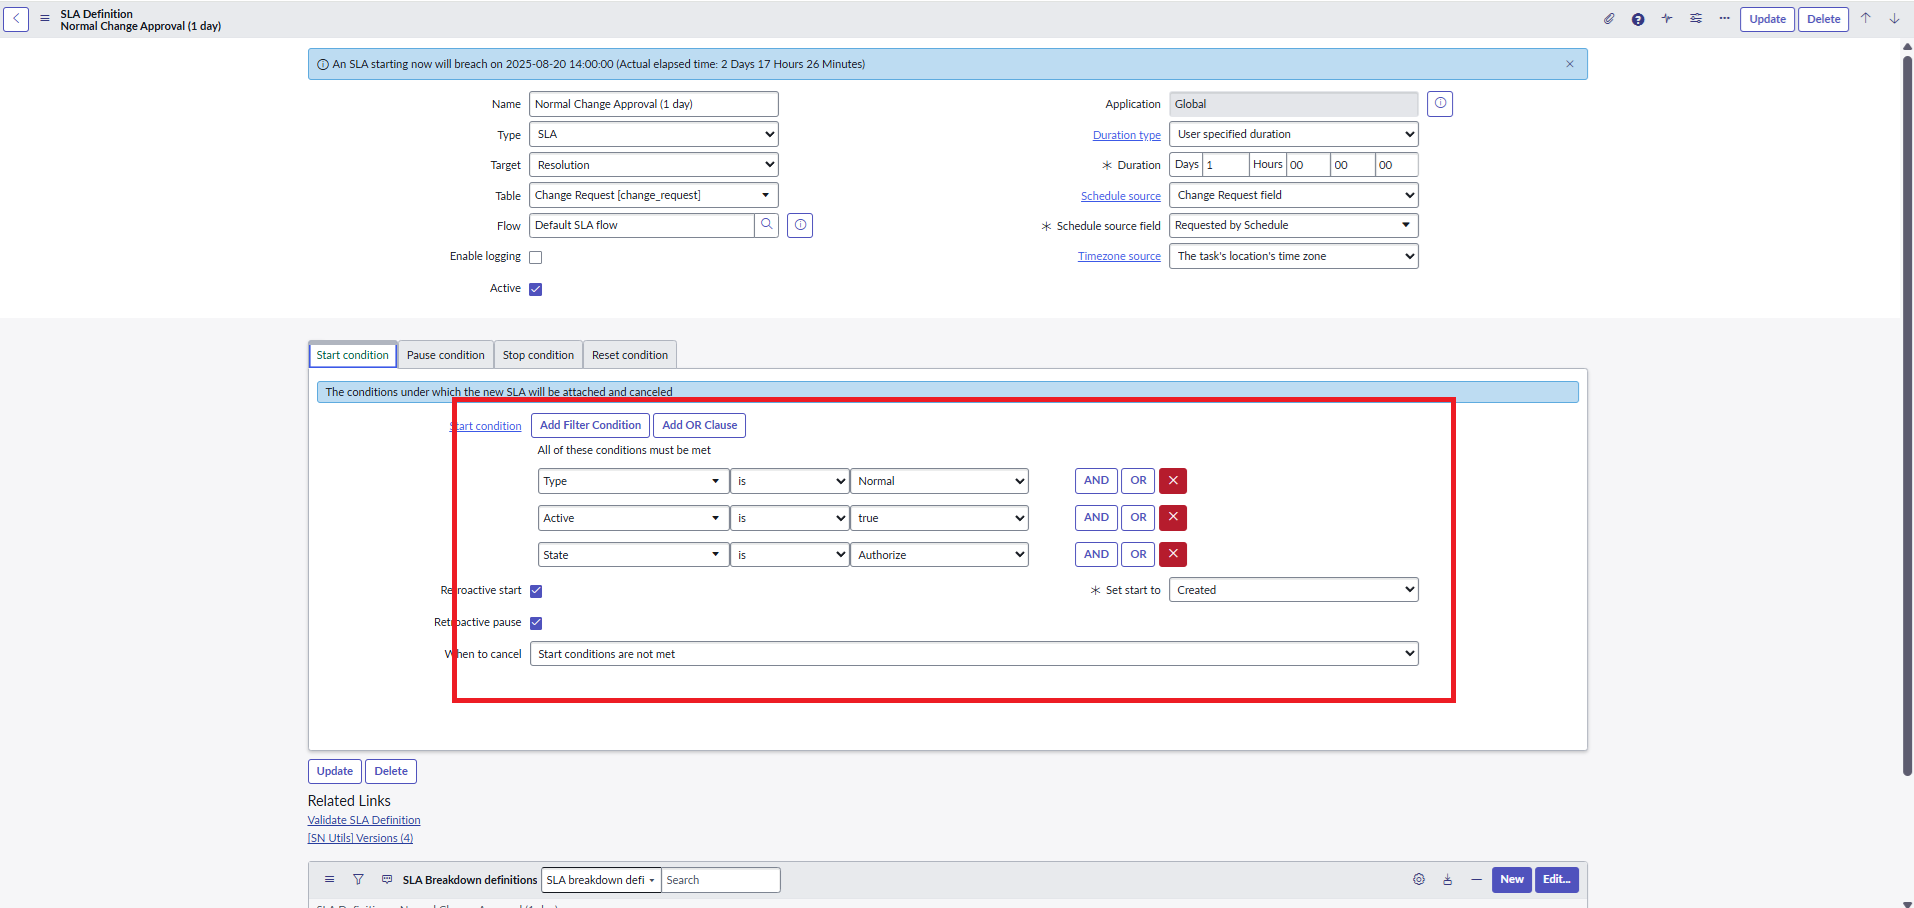 SLA Definition
Normal Change Approval (1 day)
Update
Delete
An SLA starting now will breach on 2025-08-20 14:00:00 (Actual elapsed time: 2 Days 17 Hours 26 Minutes)
Name Normal Change Approval (1 day)
Type SLA
Target Resolution
Table Change Request [change_request]
Flow Default SLA flow
Enable logging
Active
Application Global
Duration type User specified duration
Duration Days 1 Hours 00 00 00
Schedule source Change Request field
Schedule source field Requested by Schedule
Timezone source The task's location's time zone
Start condition Pause condition Stop condition Reset condition
The conditions under which the new SLA will be attached and canceled
Start condition Add Filter Condition Add OR Clause
All of these conditions must be met
Type is Normal AND OR
Active is true AND OR
State is Authorize AND OR
Retroactive start
Set start to Created
Retroactive pause
When to cancel Start conditions are not met
Update Delete
Related Links
Validate SLA Definition
[SN Utils] Versions (4)
SLA Breakdown definitions SLA breakdown defi Search New Edit...